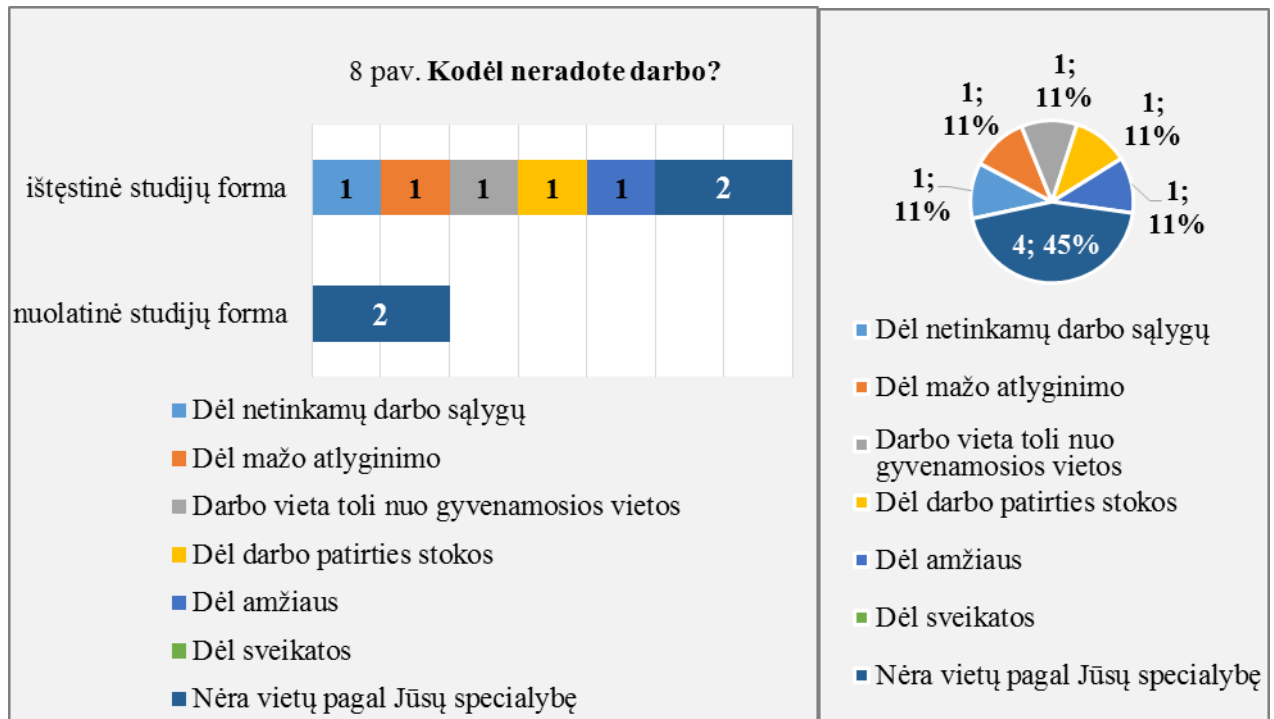 8 pav. Kodėl neradote darbo?
ištęstinė studijų forma
1 1 1 1 1 2
nuolatinė studijų forma
2
Dėl netinkamų darbo sąlygų
Dėl mažo atlyginimo
Darbo vieta toli nuo gyvenamosios vietos
Dėl darbo patirties stokos
Dėl amžiaus
Dėl sveikatos
Nėra vietų pagal Jūsų specialybę
1;
11%
1;
11%
1;
11%
1;
11%
1;
11%
4; 45%
Dėl netinkamų darbo sąlygų
Dėl mažo atlyginimo
Darbo vieta toli nuo
gyvenamosios vietos
Dėl darbo patirties stokos
Dėl amžiaus
Dėl sveikatos
Nėra vietų pagal Jūsų specialybę